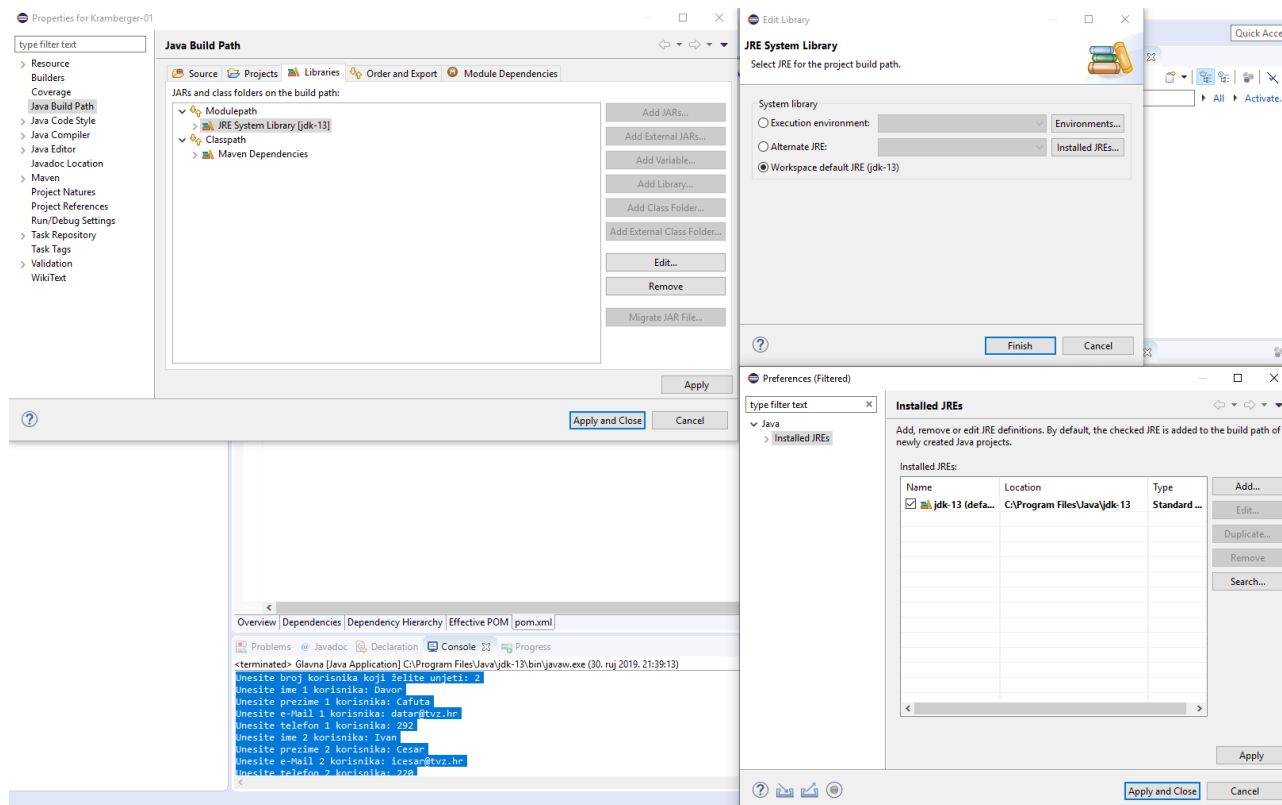 Properties for Kramberger-01
type filter text
Resource
Builders
Coverage
Java Build Path
Java Code Style
Java Compiler
Java Editor
Javadoc Location
Maven
Project Natures
Project References
Run/Debug Settings
Task Repository
Task Tags
Validation
WikiText
Java Build Path
Source Projects Libraries Order and Export Module Dependencies
JARs and class folders on the build path:
Modulepath
JRE System Library [jdk-13]
Classpath
Maven Dependencies
Add JARs...
Add External JARs...
Add Variable...
Add Library...
Add Class Folder...
Add External Class Folder...
Edit...
Remove
Migrate JAR File...
Apply
Apply and Close Cancel
Edit Library
JRE System Library
Select JRE for the project build path.
System library
Execution environment: Environments...
Alternate JRE: Installed JREs...
Workspace default JRE (jdk-13)
Finish Cancel
Quick Acce
All Activate.
Preferences (Filtered)
type filter text
Java
Installed JREs
Installed JREs
Add, remove or edit JRE definitions. By default, the checked JRE is added to the build path of
newly created Java projects.
Installed JREs:
Name Location Type
jdk-13 (defa... C:\Program Files\Java\jdk-13 Standard ...
Add...
Edit...
Duplicate...
Remove
Search...
Apply
Apply and Close Cancel
Overview Dependencies Dependency Hierarchy Effective POM pom.xml
Problems Javadoc Declaration Console Progress
<terminated> Glavna [Java Application] C:\Program Files\Java\jdk-13\bin\javaw.exe (30. ruj 2019. 21:39:13)
Unesite broj korisnika koji želite unjeti: 2
Unesite ime 1 korisnika: Davor
Unesite prezime 1 korisnika: Cafuta
Unesite e-Mail 1 korisnika: datar@tvz.hr
Unesite telefon 1 korisnika: 292
Unesite ime 2 korisnika: Ivan
Unesite prezime 2 korisnika: Cesar
Unesite e-Mail 2 korisnika: icesar@tvz.hr
Unesite telefon 2 korisnika: 220